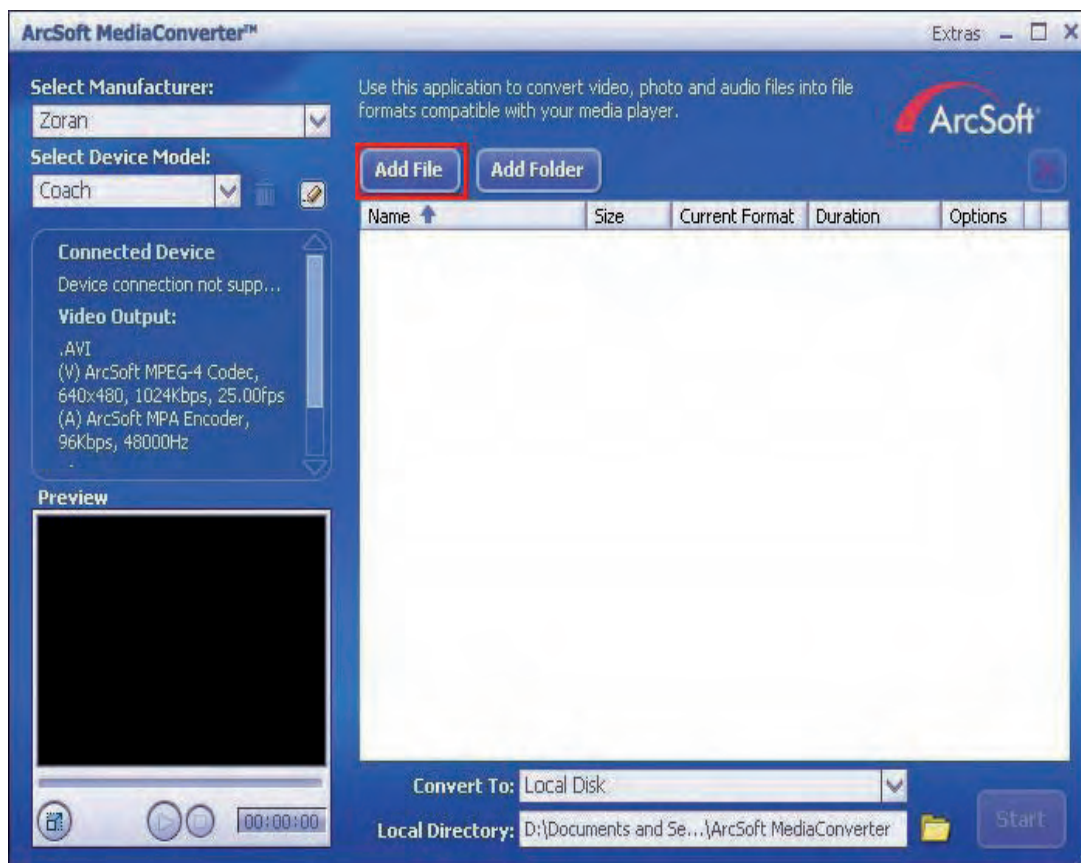 ArcSoft MediaConverter™
Extras
Select Manufacturer:
Zoran
Select Device Model:
Coach
Connected Device
Device connection not supp...
Video Output:
.AVI
(V) ArcSoft MPEG-4 Codec,
640x480, 1024Kbps, 25.00fps
(A) ArcSoft MPA Encoder,
96Kbps, 48000Hz
Preview
00:00:00
Use this application to convert video, photo and audio files into file
formats compatible with your media player.
ArcSoft®
Add File
Add Folder
Name Size Current Format Duration Options
Convert To: Local Disk
Local Directory: D:\Documents and Se...\ArcSoft MediaConverter
Start